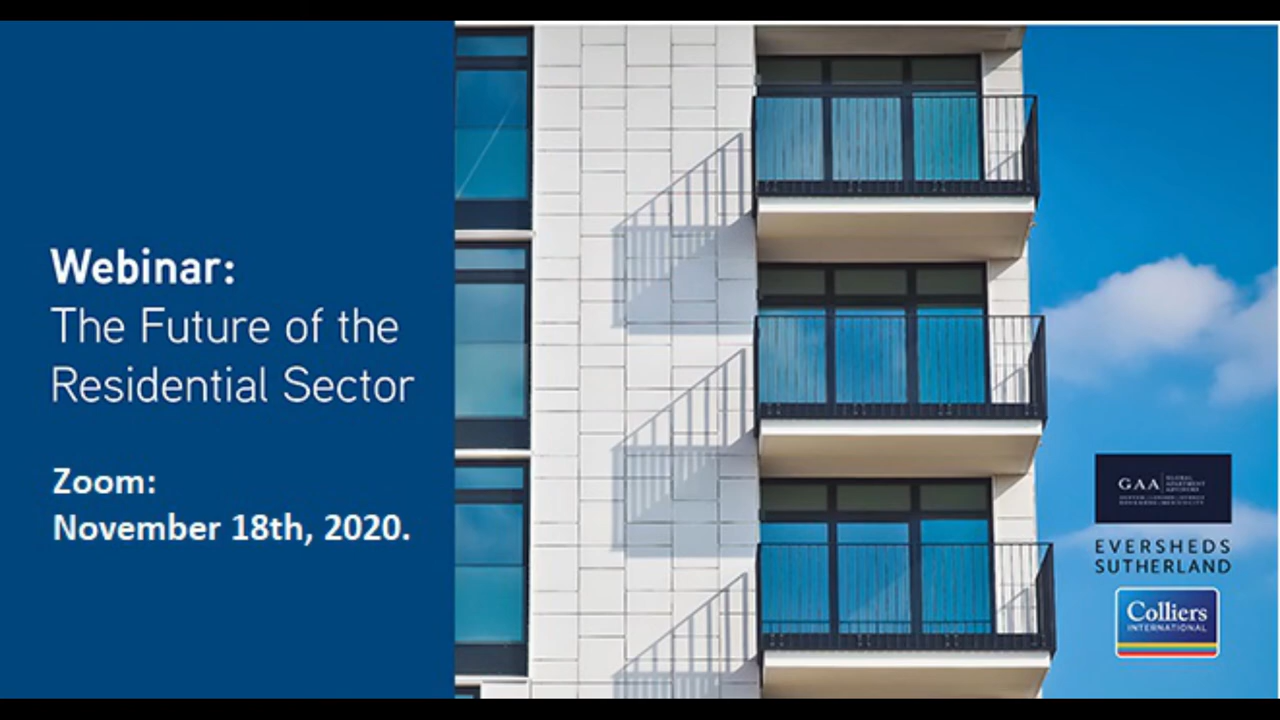 Webinar:
The Future of the
Residential Sector
Zoom:
November 18th, 2020.
GAA
EVERSHEDS
SUTHERLAND
Colliers
INTERNATIONAL